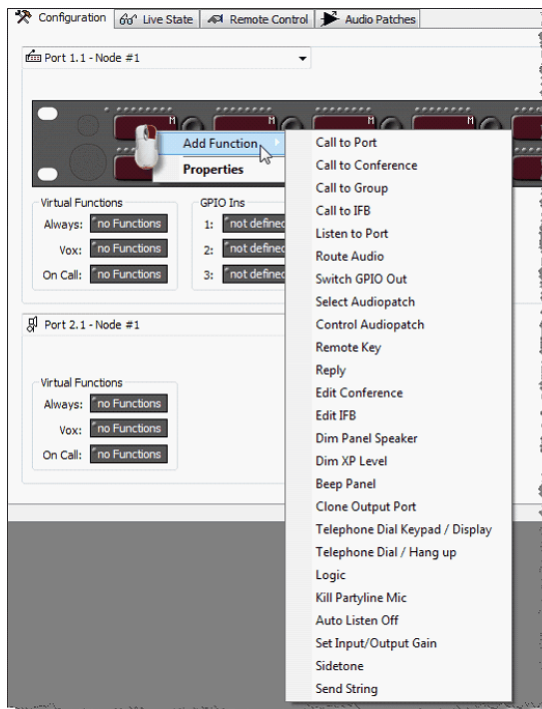 Configuration
Live State
Remote Control
Audio Patches
Port 1.1 - Node #1
M
M
M
M
Add Function
Properties
Virtual Functions
Always: no Functions
Vox: no Functions
On Call: no Functions
GPIO Ins
1: not defined
2: not defined
3: not defined
Port 2.1 - Node #1
Virtual Functions
Always: no Functions
Vox: no Functions
On Call: no Functions
Call to Port
Call to Conference
Call to Group
Call to IFB
Listen to Port
Route Audio
Switch GPIO Out
Select Audiopatch
Control Audiopatch
Remote Key
Reply
Edit Conference
Edit IFB
Dim Panel Speaker
Dim XP Level
Beep Panel
Clone Output Port
Telephone Dial Keypad / Display
Telephone Dial / Hang up
Logic
Kill Partyline Mic
Auto Listen Off
Set Input/Output Gain
Sidetone
Send String